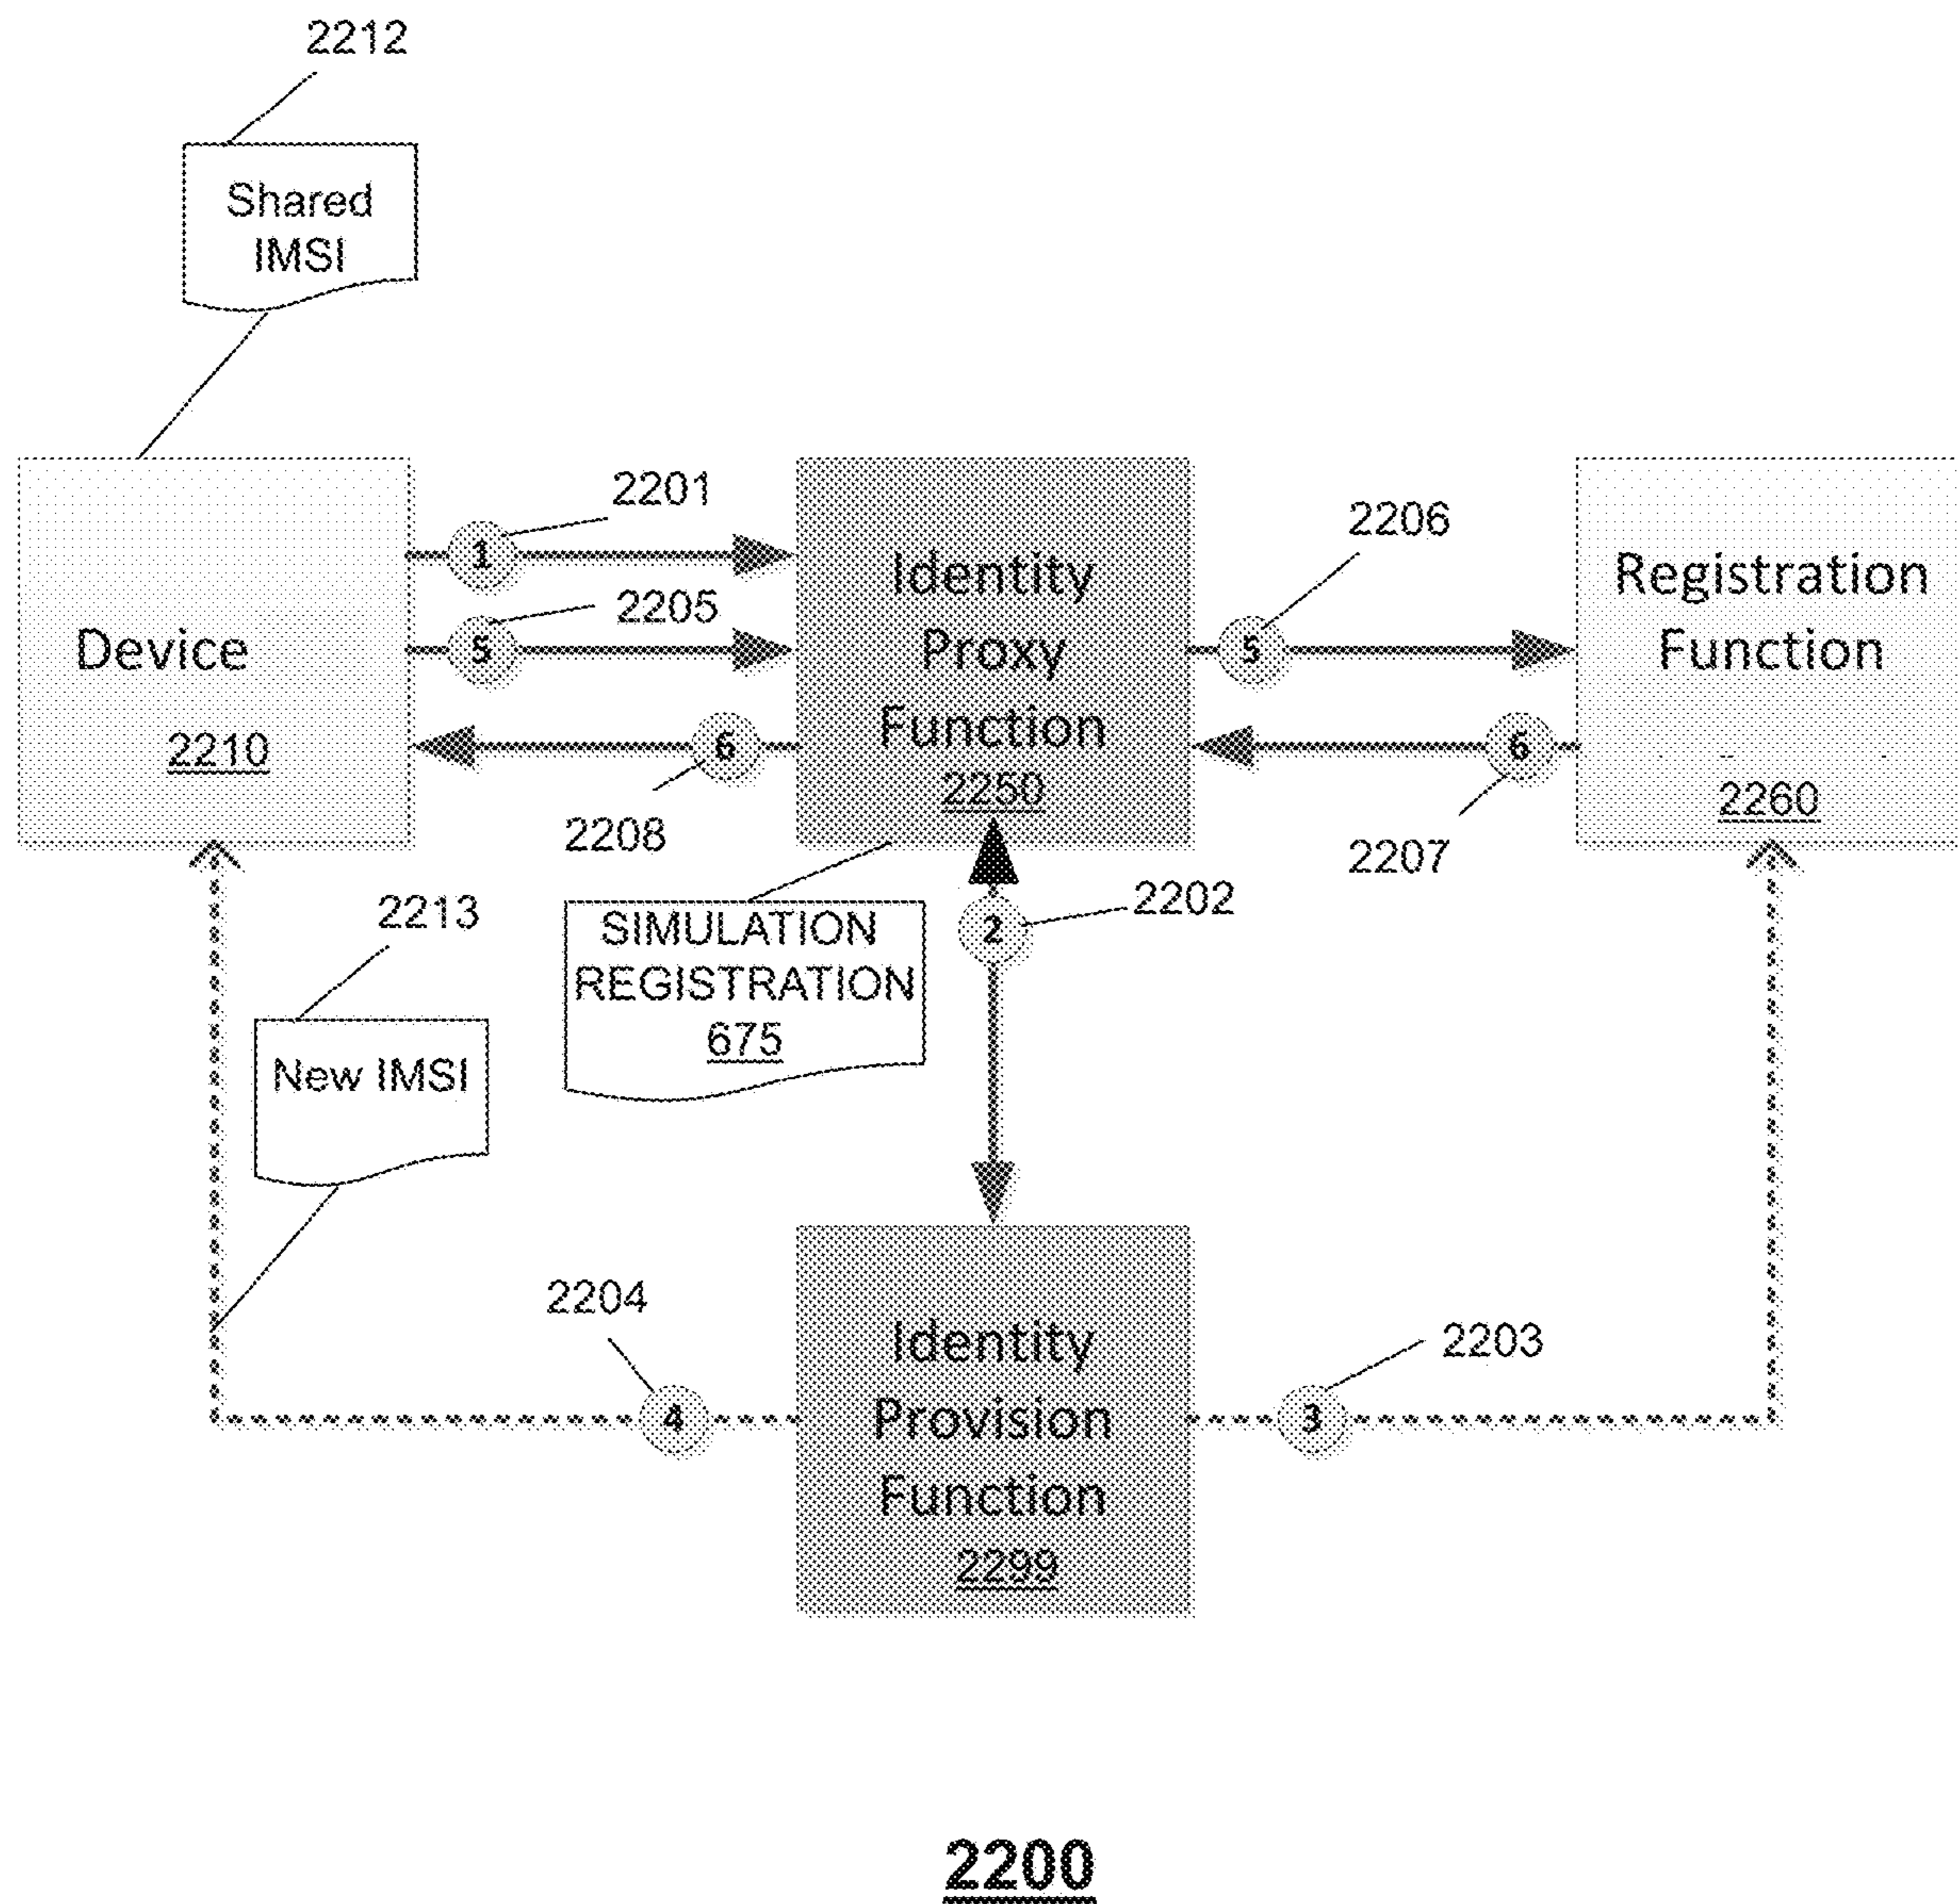 2212
Shared
IMSI
2201
2206
1
Identity
Registration
2205
Device
5
Proxy
5
Function
2210
6
Function
6
2250
2260
2208
2207
2213
2202
SIMULATION
2
REGISTRATION
675
New IMSI
2204
Identity
2203
4
Provision
3
Function
2299
2200